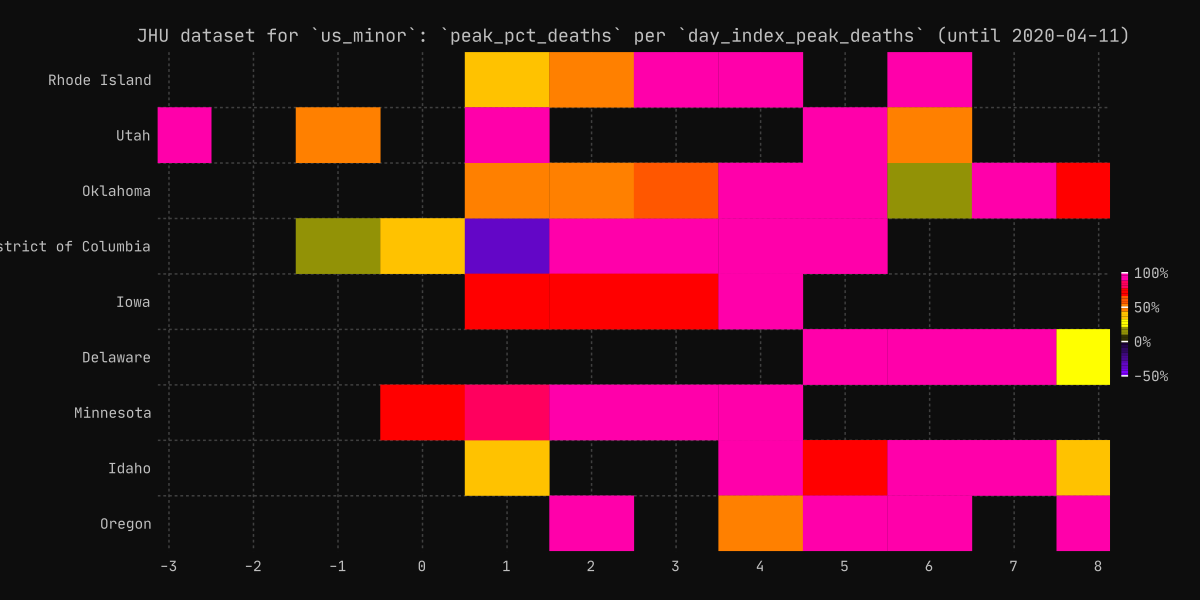 JHU dataset for `us_minor`: `peak_pct_deaths` per `day_index_peak_deaths` (until 2020-04-11)
Rhode Island
Utah
Oklahoma
strict of Columbia
Iowa
Delaware
Minnesota
Idaho
Oregon
100%
50%
0%
-50%
-3 -2 -1 0 1 2 3 4 5 6 7 8